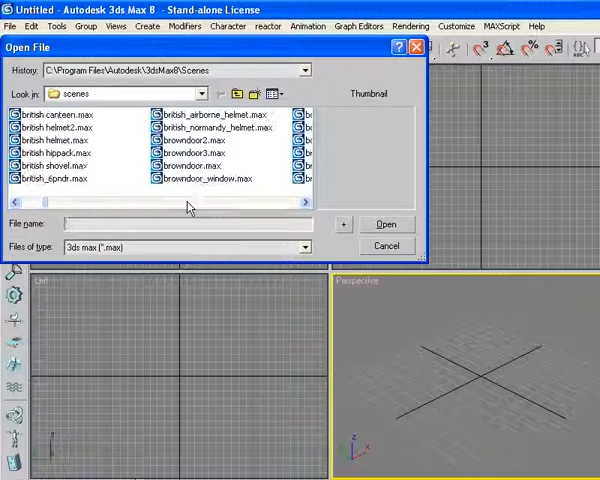 Untitled - Autodesk 3ds Max 8 - Stand-alone License
File Edit Tools Group Views Create Modifiers Character reactor Animation Graph Editors Rendering Customize MAXScript
Open File
History: C:\Program Files\Autodesk\3dsMax8\Scenes
Look in: scenes
Thumbnail
british canteen.max
british helmet2.max
british helmet.max
british hippack.max
british shovel.max
british_6pndr.max
british_airborne_helmet.max
british_normandy_helmet.max
browndoor2.max
browndoor3.max
browndoor.max
browndoor_window.max
File name:
+
Open
Files of type: 3ds max (*.max)
Cancel
Left
Perspective
z
x
3
%
ABC